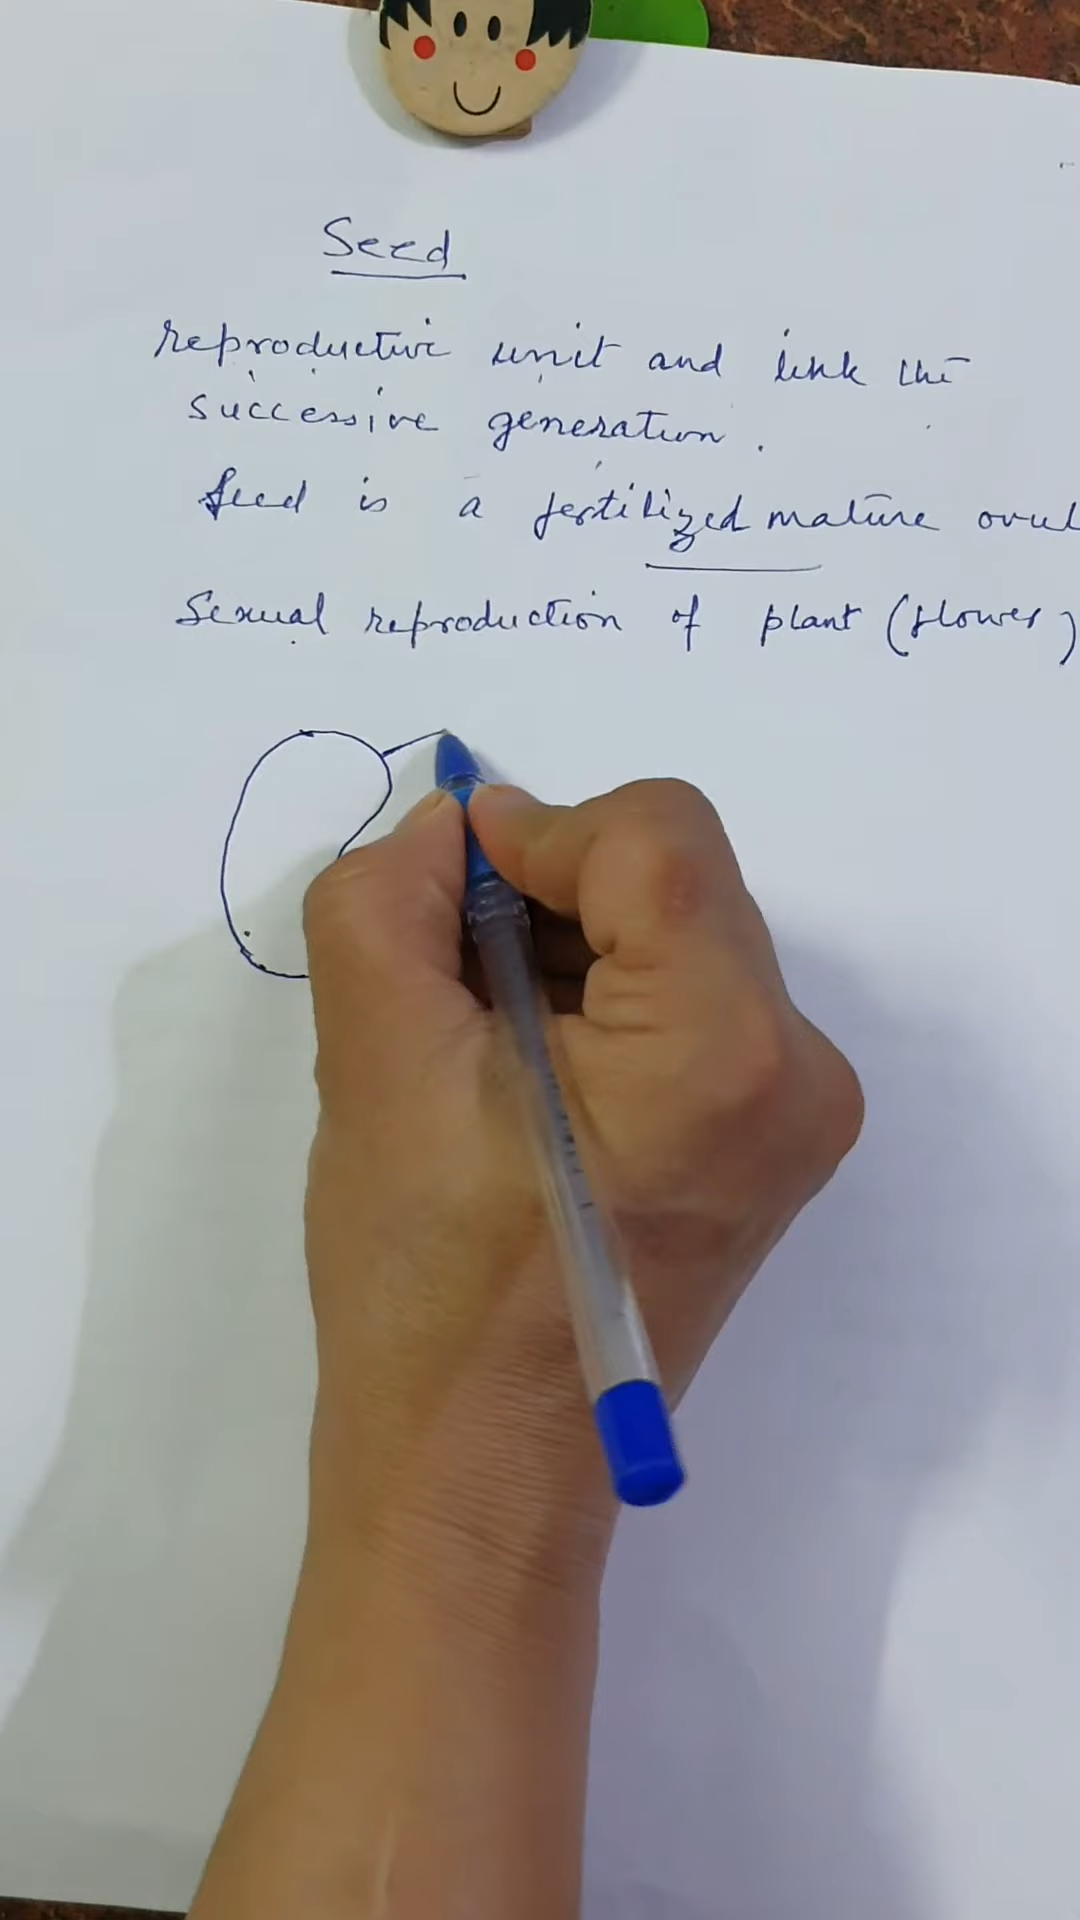 Seed
reproductive unit and link the
successive generation.
Seed is a fertilized mature ovul
Sexual reproduction of plant (flower)